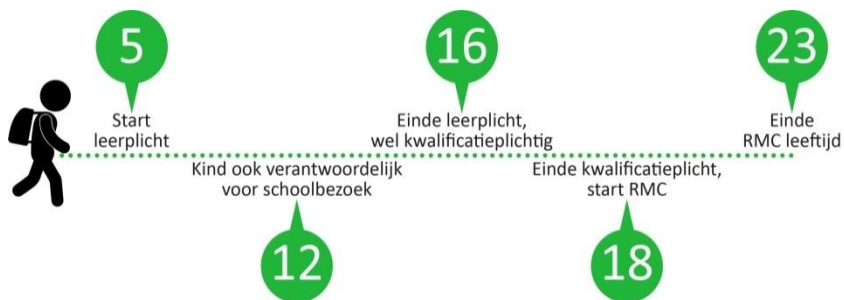 5
Start
leerplicht
Kind ook verantwoordelijk
voor schoolbezoek
12
16
Einde leerplicht,
wel kwalificatieplichtig
Einde kwalificatieplicht,
start RMC
18
23
Einde
RMC leeftijd